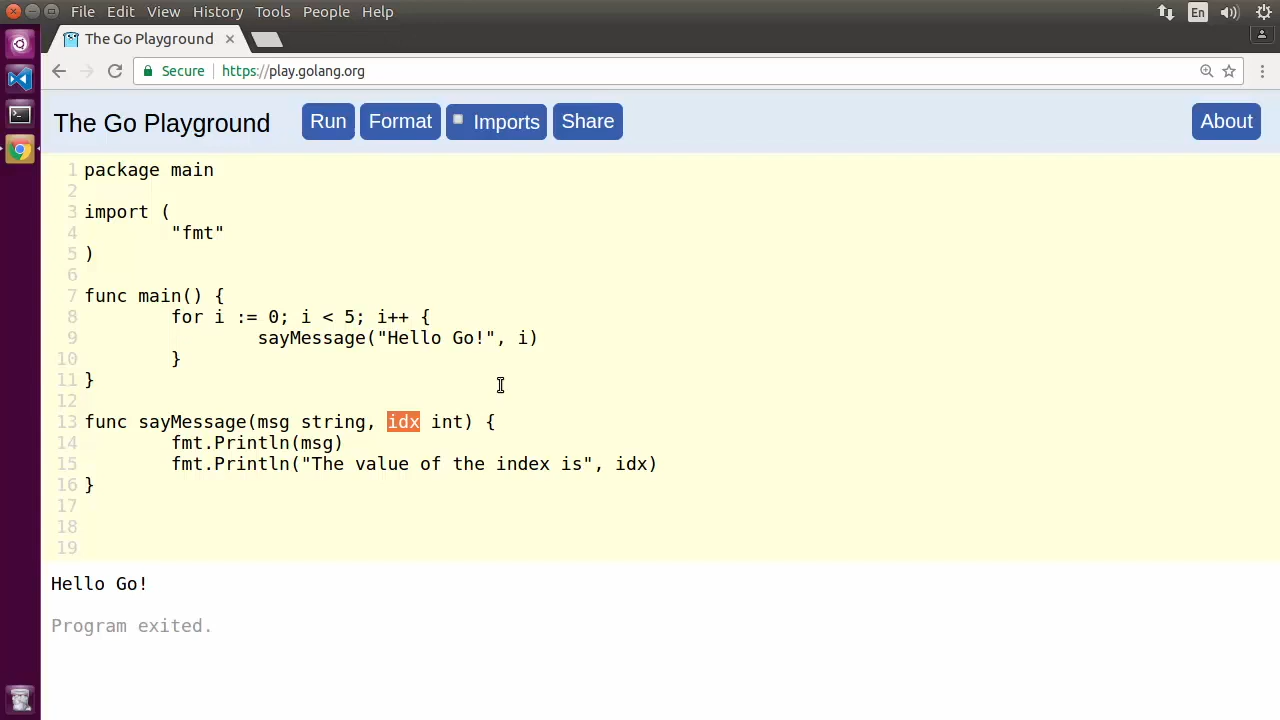 File Edit View History Tools People Help
En
The Go Playground
Secure https://play.golang.org
The Go Playground Run Format Imports Share About
1 package main
2
3 import (
4 "fmt"
5 )
6
7 func main() {
8 for i := 0; i < 5; i++ {
9 sayMessage("Hello Go!", i)
10 }
11 }
12
13 func sayMessage(msg string, idx int) {
14 fmt.Println(msg)
15 fmt.Println("The value of the index is", idx)
16 }
17
18
19
Hello Go!
Program exited.